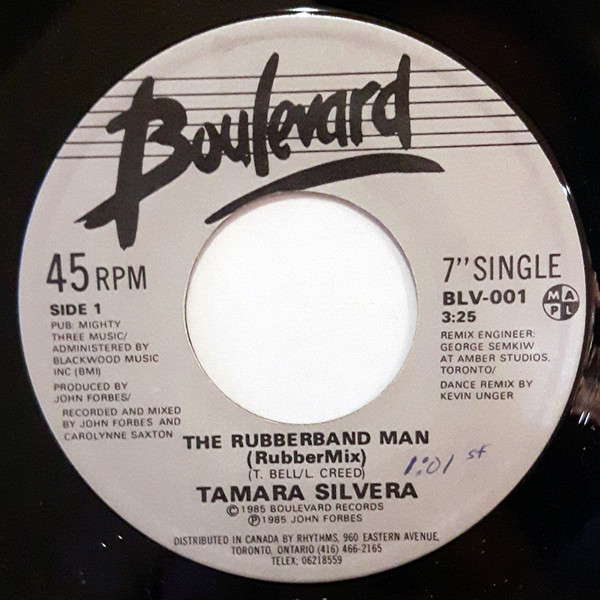 Boulevard
45 RPM
SIDE 1
PUB: MIGHTY
THREE MUSIC/
ADMINISTERED BY
BLACKWOOD MUSIC
INC (BMI)
PRODUCED BY
JOHN FORBES/
RECORDED AND MIXED
BY JOHN FORBES AND
CAROLYNNE SAXTON
7" SINGLE
BLV-001
MAPL
3:25
REMIX ENGINEER:
GEORGE SEMKIW
AT AMBER STUDIOS,
TORONTO/
DANCE REMIX BY
KEVIN UNGER
THE RUBBERBAND MAN
(RubberMix)
(T. BELL/L. CREED)
1:01 st
TAMARA SILVERA
©1985 BOULEVARD RECORDS
℗1985 JOHN FORBES
DISTRIBUTED IN CANADA BY RHYTHMS, 960 EASTERN AVENUE,
TORONTO, ONTARIO (416) 466-2165
TELEX; 06218559